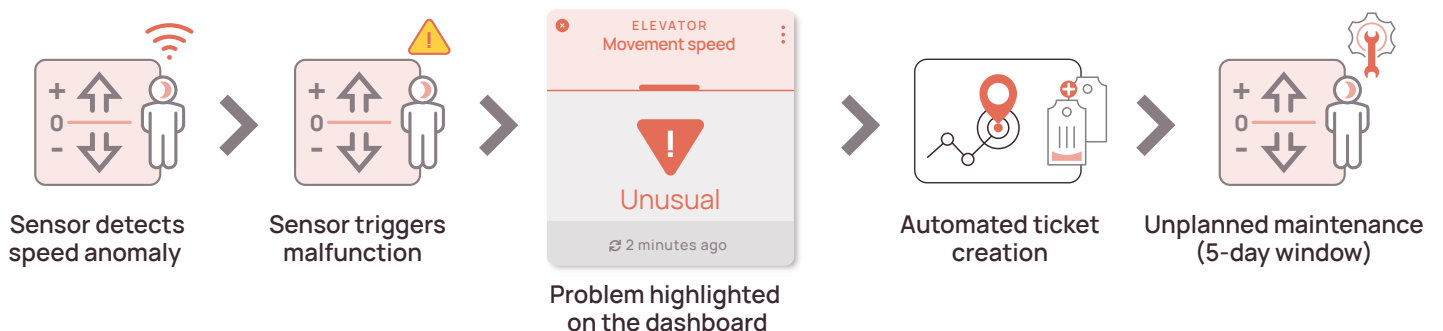 +
0
-
Sensor detects
speed anomaly
+
0
-
Sensor triggers
malfunction
ELEVATOR
Movement speed
Unusual
2 minutes ago
Problem highlighted
on the dashboard
Automated ticket
creation
+
0
-
Unplanned maintenance
(5-day window)